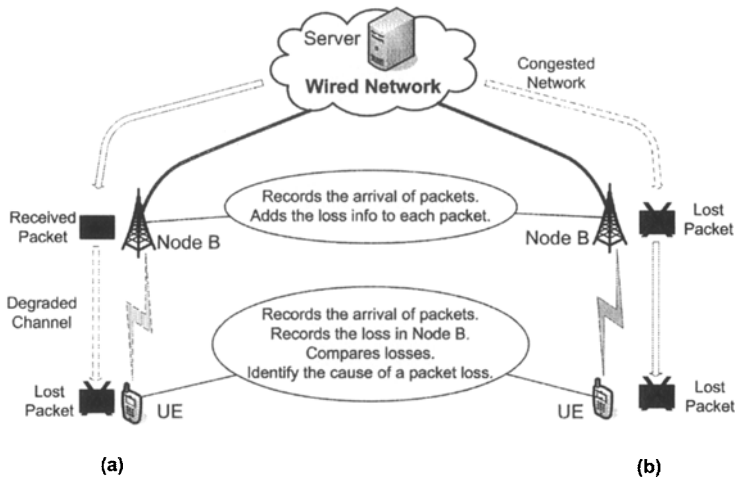 Server
Wired Network
Congested
Network
Records the arrival of packets.
Adds the loss info to each packet.
Received
Packet
Node B
Node B
Lost
Packet
Degraded
Channel
Records the arrival of packets.
Records the loss in Node B.
Compares losses.
Identify the cause of a packet loss.
Lost
Packet
UE
UE
Lost
Packet
(a)
(b)